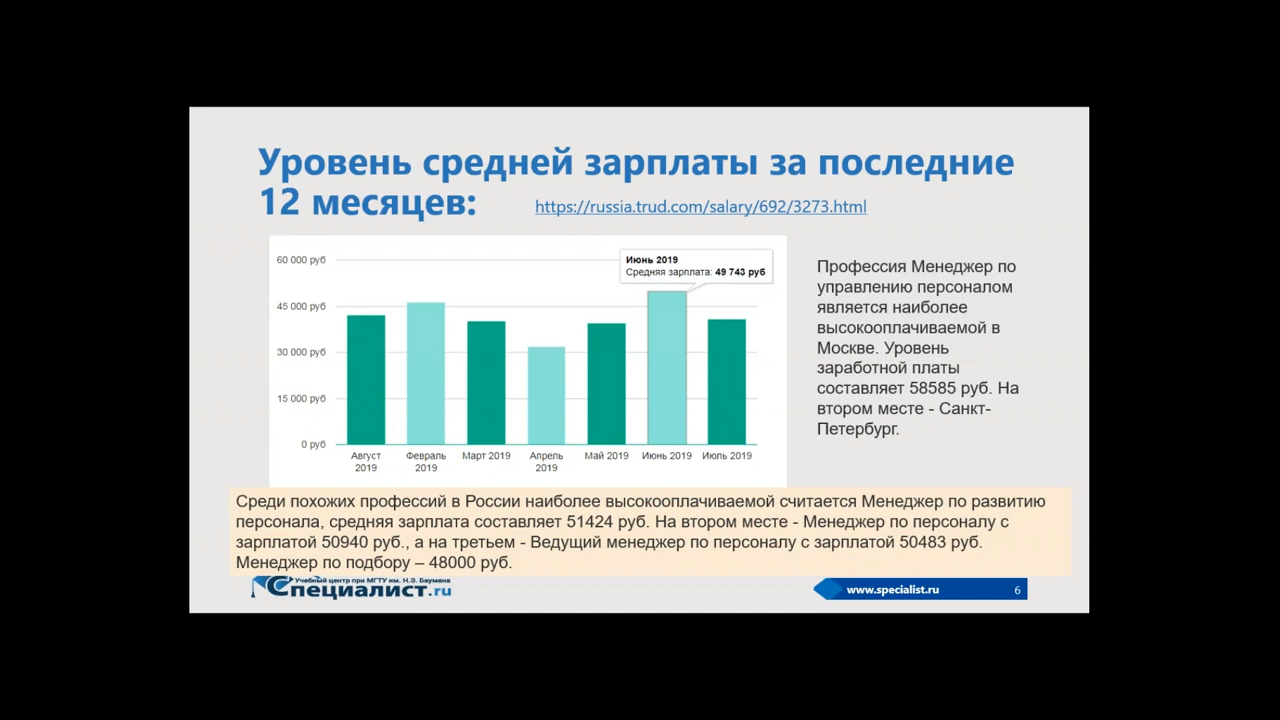 Уровень средней зарплаты за последние
12 месяцев:
https://russia.trud.com/salary/692/3273.html
60 000 руб
45 000 руб
30 000 руб
15 000 руб
0 руб
Июнь 2019
Средняя зарплата: 49 743 руб
Август
2019
Февраль
2019
Март 2019
Апрель
2019
Май 2019
Июнь 2019
Июль 2019
Профессия Менеджер по
управлению персоналом
является наиболее
высокооплачиваемой в
Москве. Уровень
заработной платы
составляет 58585 руб. На
втором месте - Санкт-
Петербург.
Среди похожих профессий в России наиболее высокооплачиваемой считается Менеджер по развитию
персонала, средняя зарплата составляет 51424 руб. На втором месте - Менеджер по персоналу с
зарплатой 50940 руб., а на третьем - Ведущий менеджер по персоналу с зарплатой 50483 руб.
Менеджер по подбору – 48000 руб.
Учебный центр при МГТУ им. Н.Э. Баумана
Специалист.ru
www.specialist.ru
6